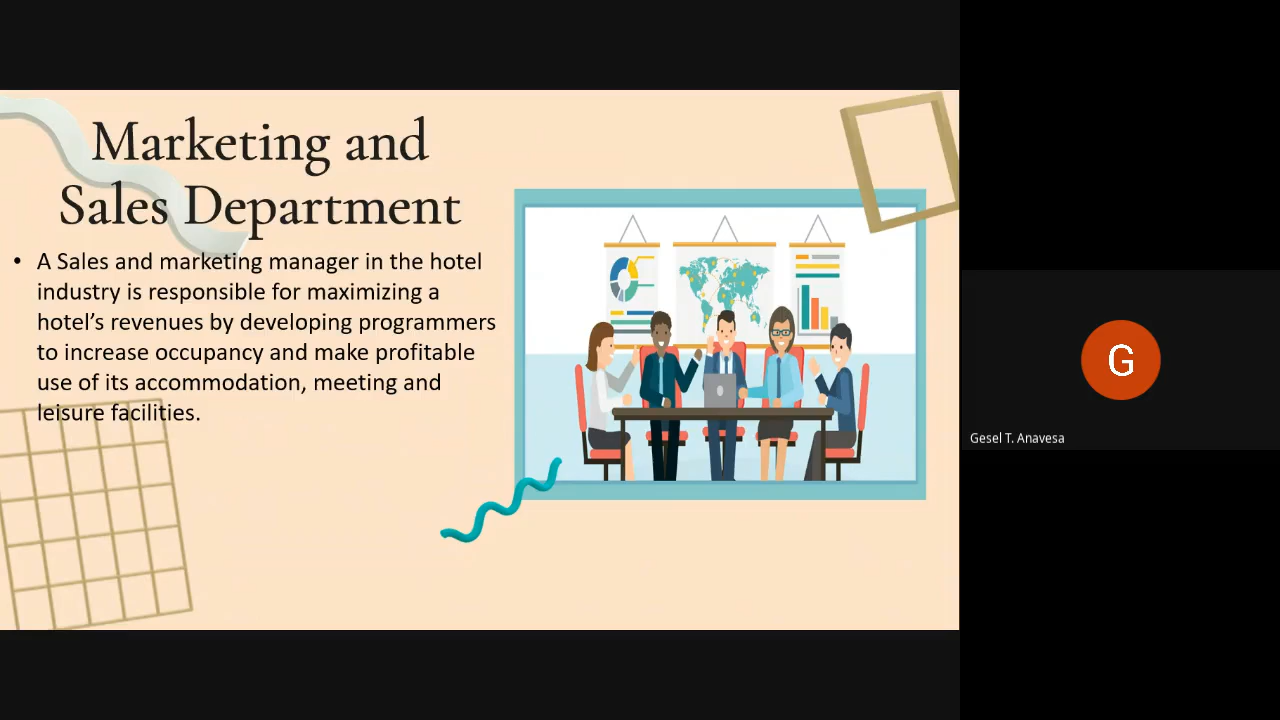 Marketing and
Sales Department
• A Sales and marketing manager in the hotel
industry is responsible for maximizing a
hotel’s revenues by developing programmers
to increase occupancy and make profitable
use of its accommodation, meeting and
leisure facilities.
G
Gesel T. Anavesa